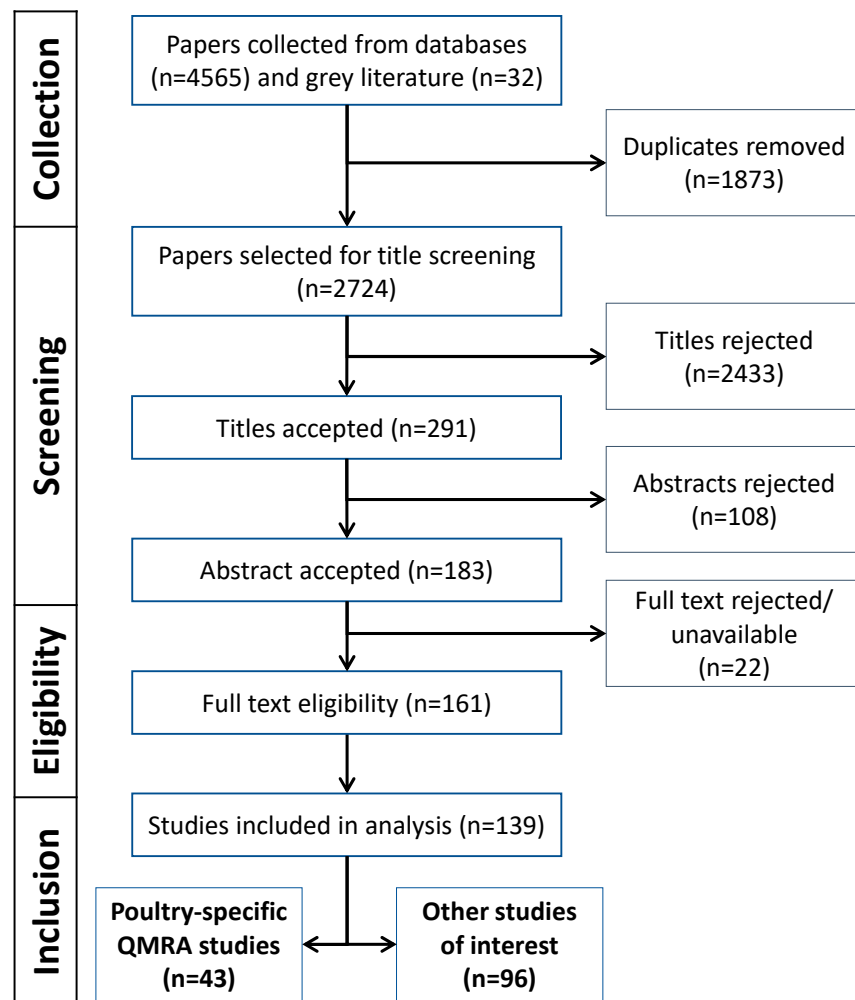 Collection
Papers collected from databases
(n=4565) and grey literature (n=32)
Duplicates removed
(n=1873)
Screening
Papers selected for title screening
(n=2724)
Titles rejected
(n=2433)
Titles accepted (n=291)
Abstracts rejected
(n=108)
Abstract accepted (n=183)
Eligibility
Full text rejected/
unavailable
(n=22)
Full text eligibility (n=161)
Inclusion
Studies included in analysis (n=139)
Poultry-specific
QMRA studies
(n=43)
Other studies
of interest
(n=96)